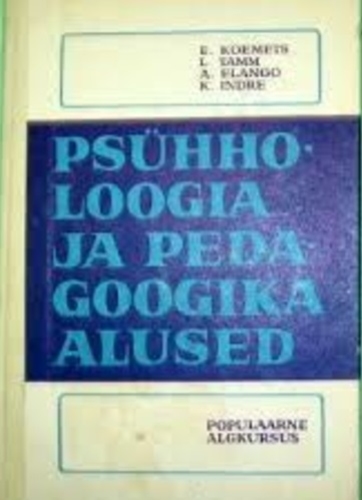 E. KOEMETS
L. TAMM
A. ELANGO
K. INDRE
PSÜHHO-
LOOGIA
JA PEDA
GOOGIKA
ALUSED
POPULAARNE
ALGKURSUS